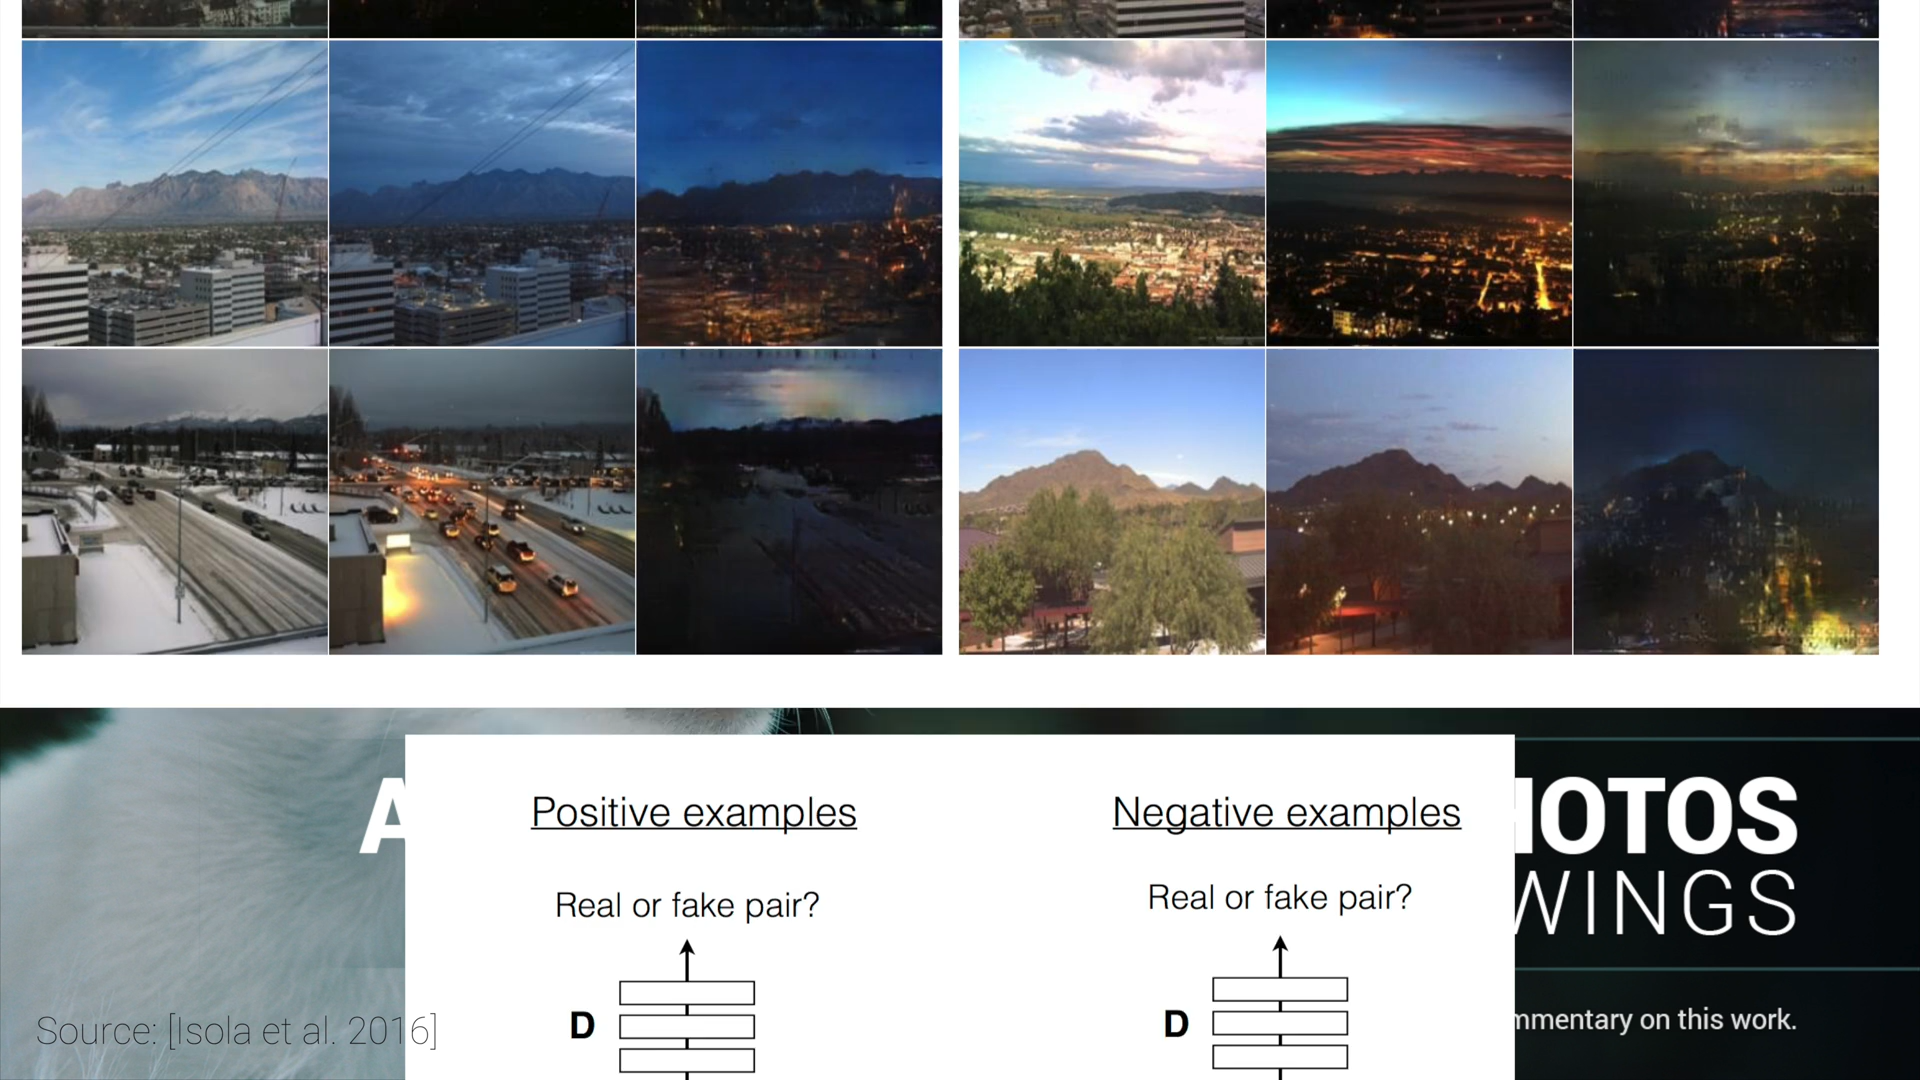 Positive examples
Negative examples
Real or fake pair?
Real or fake pair?
D
D
A
HOTOS
WINGS
mmentary on this work.
Source: [Isola et al. 2016]